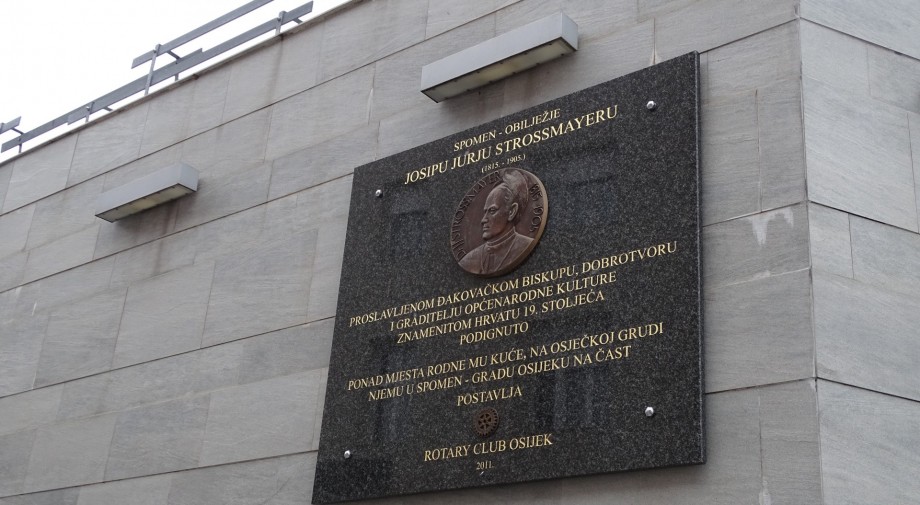 SPOMEN - OBILJEŽJE
JOSIPU JURJU STROSSMAYERU
(1815. - 1905.)
1815 1905
PROSLAVLJENOM ĐAKOVAČKOM BISKUPU, DOBROTVORU
I GRADITELJU OPĆENARODNE KULTURE
ZNAMENITOM HRVATU 19. STOLJEĆA
PODIGNUTO
PONAD MJESTA RODNE MU KUĆE, NA OSJEČKOJ GRUDI
NJEMU U SPOMEN - GRADU OSIJEKU NA ČAST
POSTAVLJA
ROTARY CLUB OSIJEK
2011.